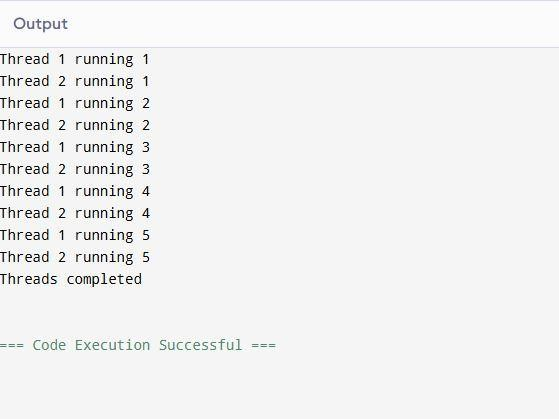 Output
Thread 1 running 1
Thread 2 running 1
Thread 1 running 2
Thread 2 running 2
Thread 1 running 3
Thread 2 running 3
Thread 1 running 4
Thread 2 running 4
Thread 1 running 5
Thread 2 running 5
Threads completed
=== Code Execution Successful ===